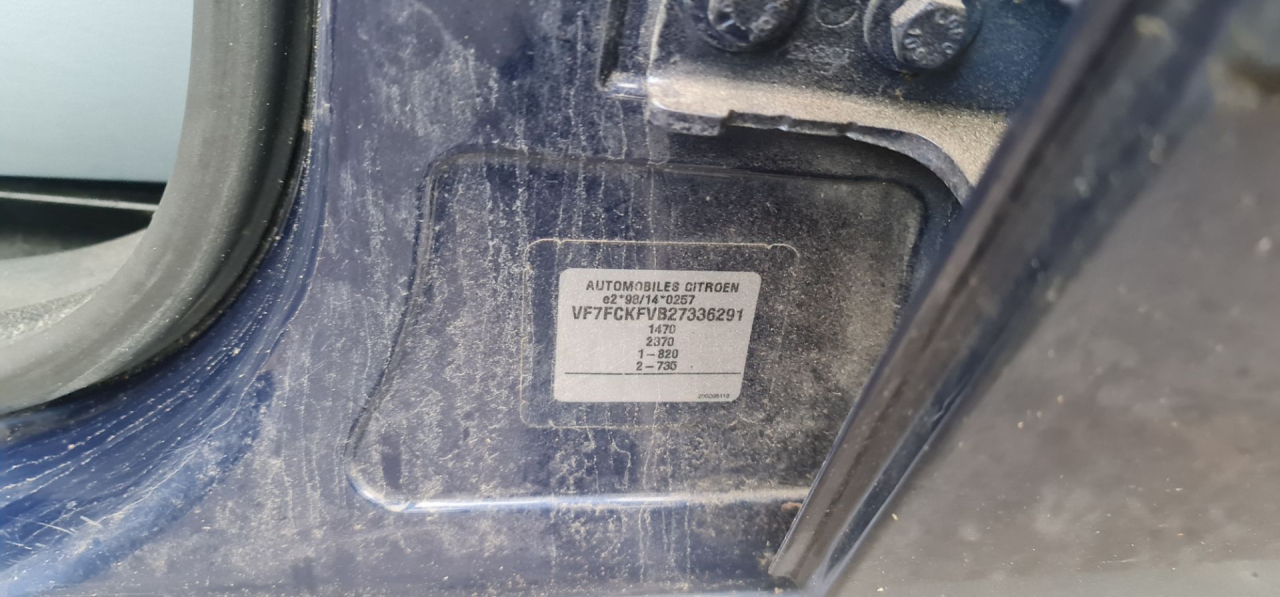 AUTOMOBILES CITROEN
e2*98/14*0257
VF7FCKFVB27336291
1470
2370
1-820
2-735